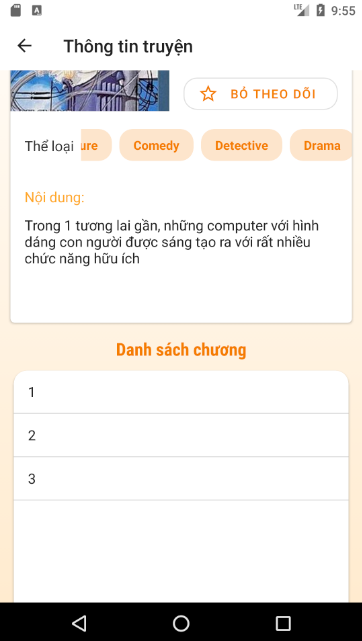 LTE 9:55
Thông tin truyện
BỎ THEO DÕI
Thể loại ure Comedy Detective Drama
Nội dung:
Trong 1 tương lai gần, những computer với hình
dáng con người được sáng tạo ra với rất nhiều
chức năng hữu ích
Danh sách chương
1
2
3